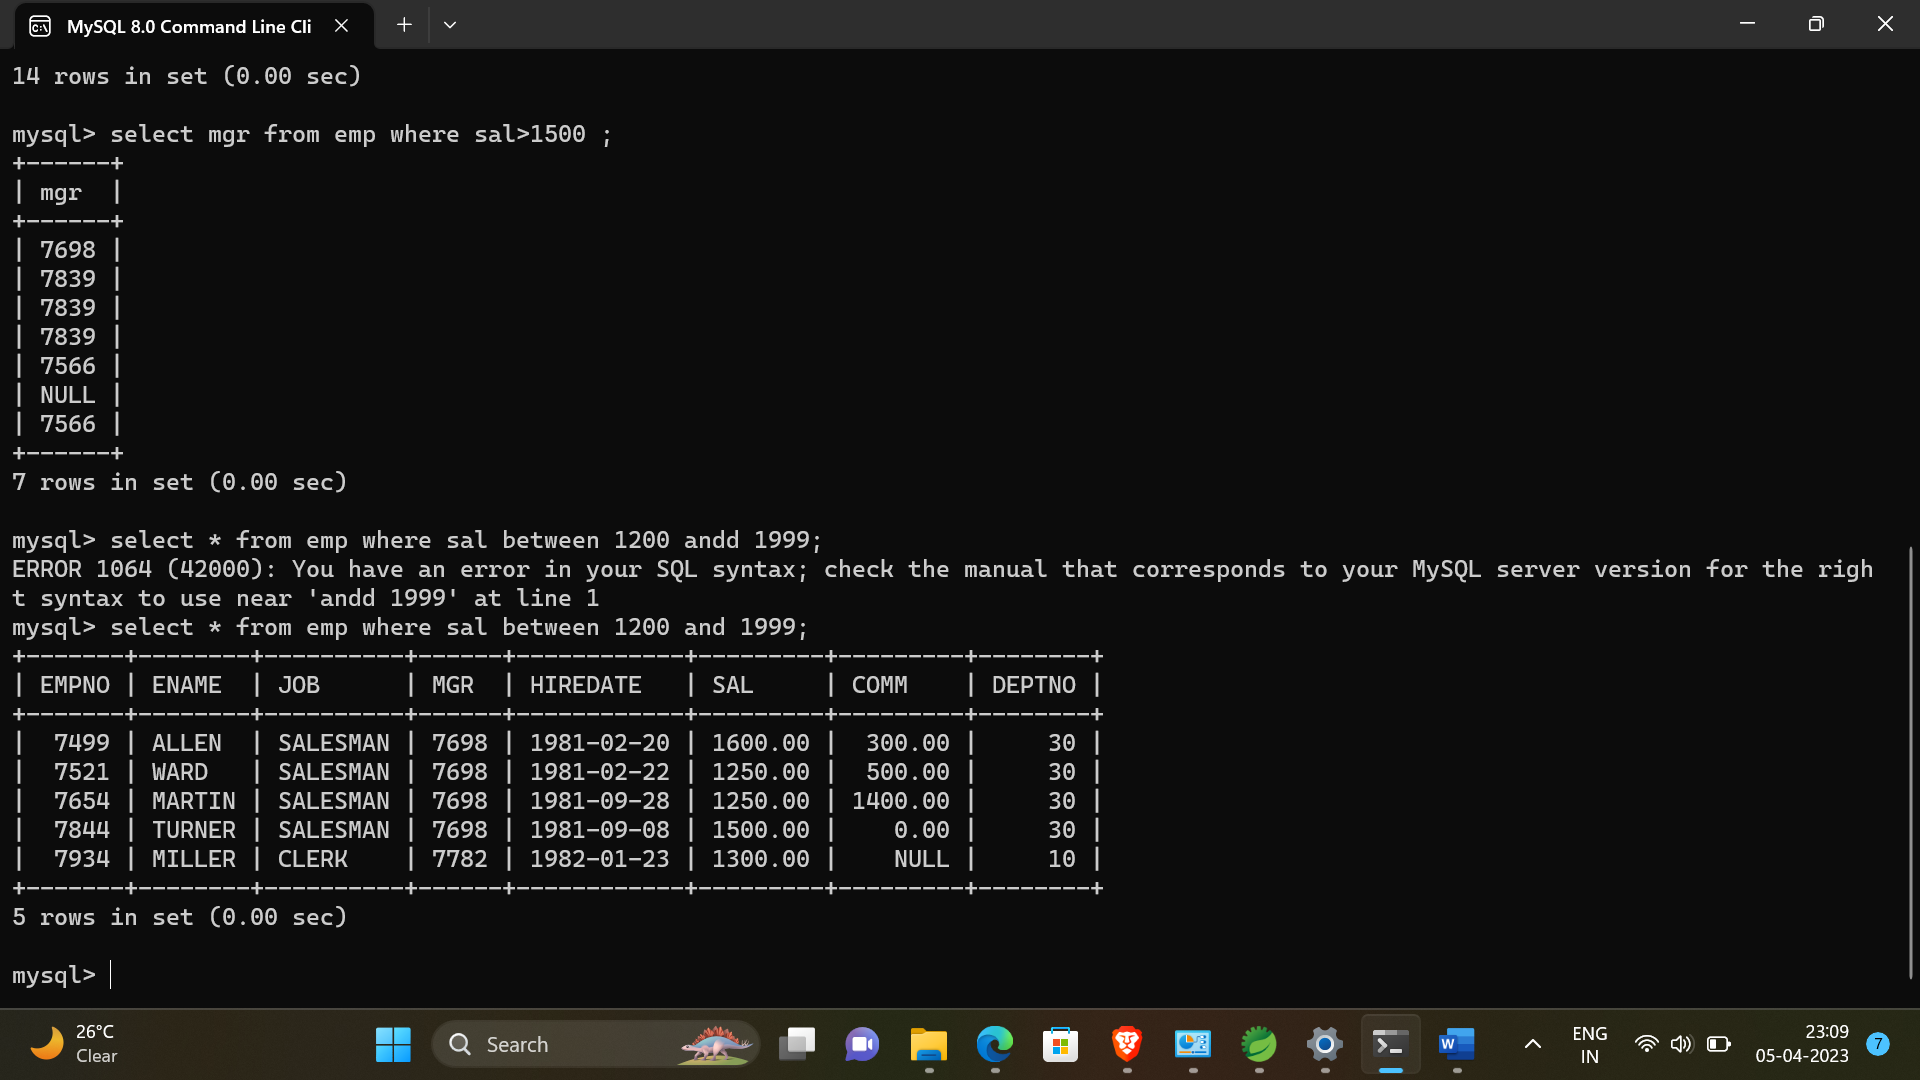 MySQL 8.0 Command Line Cli
14 rows in set (0.00 sec)
mysql> select mgr from emp where sal>1500 ;
+------+
| mgr  |
+------+
| 7698 |
| 7839 |
| 7839 |
| 7839 |
| 7566 |
| NULL |
| 7566 |
+------+
7 rows in set (0.00 sec)
mysql> select * from emp where sal between 1200 andd 1999;
ERROR 1064 (42000): You have an error in your SQL syntax; check the manual that corresponds to your MySQL server version for the righ
t syntax to use near 'andd 1999' at line 1
mysql> select * from emp where sal between 1200 and 1999;
+-------+--------+----------+------+------------+---------+---------+--------+
| EMPNO | ENAME  | JOB      | MGR  | HIREDATE   | SAL     | COMM    | DEPTNO |
+-------+--------+----------+------+------------+---------+---------+--------+
|  7499 | ALLEN  | SALESMAN | 7698 | 1981-02-20 | 1600.00 |  300.00 |     30 |
|  7521 | WARD   | SALESMAN | 7698 | 1981-02-22 | 1250.00 |  500.00 |     30 |
|  7654 | MARTIN | SALESMAN | 7698 | 1981-09-28 | 1250.00 | 1400.00 |     30 |
|  7844 | TURNER | SALESMAN | 7698 | 1981-09-08 | 1500.00 |    0.00 |     30 |
|  7934 | MILLER | CLERK    | 7782 | 1982-01-23 | 1300.00 |    NULL |     10 |
+-------+--------+----------+------+------------+---------+---------+--------+
5 rows in set (0.00 sec)
mysql>
26°C
Clear
Search
ENG
IN
23:09
05-04-2023
7